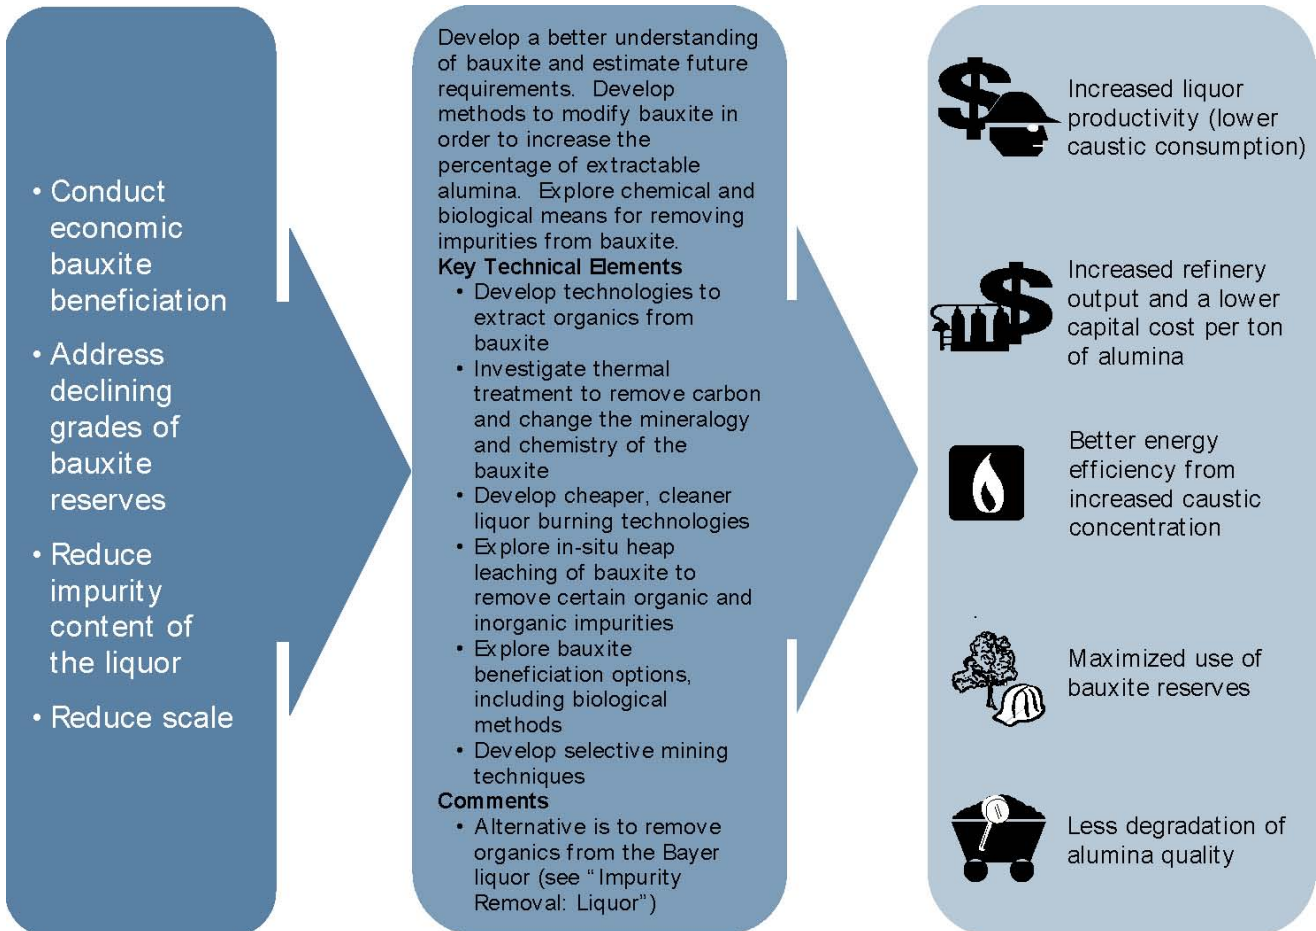 • Conduct
economic
bauxite
beneficiation
• Address
declining
grades of
bauxite
reserves
• Reduce
impurity
content of
the liquor
• Reduce scale
Develop a better understanding
of bauxite and estimate future
requirements. Develop
methods to modify bauxite in
order to increase the
percentage of extractable
alumina. Explore chemical and
biological means for removing
impurities from bauxite.
Key Technical Elements
• Develop technologies to
extract organics from
bauxite
• Investigate thermal
treatment to remove carbon
and change the mineralogy
and chemistry of the
bauxite
• Develop cheaper, cleaner
liquor burning technologies
• Explore in-situ heap
leaching of bauxite to
remove certain organic and
inorganic impurities
• Explore bauxite
beneficiation options,
including biological
methods
• Develop selective mining
techniques
Comments
• Alternative is to remove
organics from the Bayer
liquor (see “Impurity
Removal: Liquor”)
$
Increased liquor
productivity (lower
caustic consumption)
$
Increased refinery
output and a lower
capital cost per ton
of alumina
Better energy
efficiency from
increased caustic
concentration
Maximized use of
bauxite reserves
Less degradation of
alumina quality